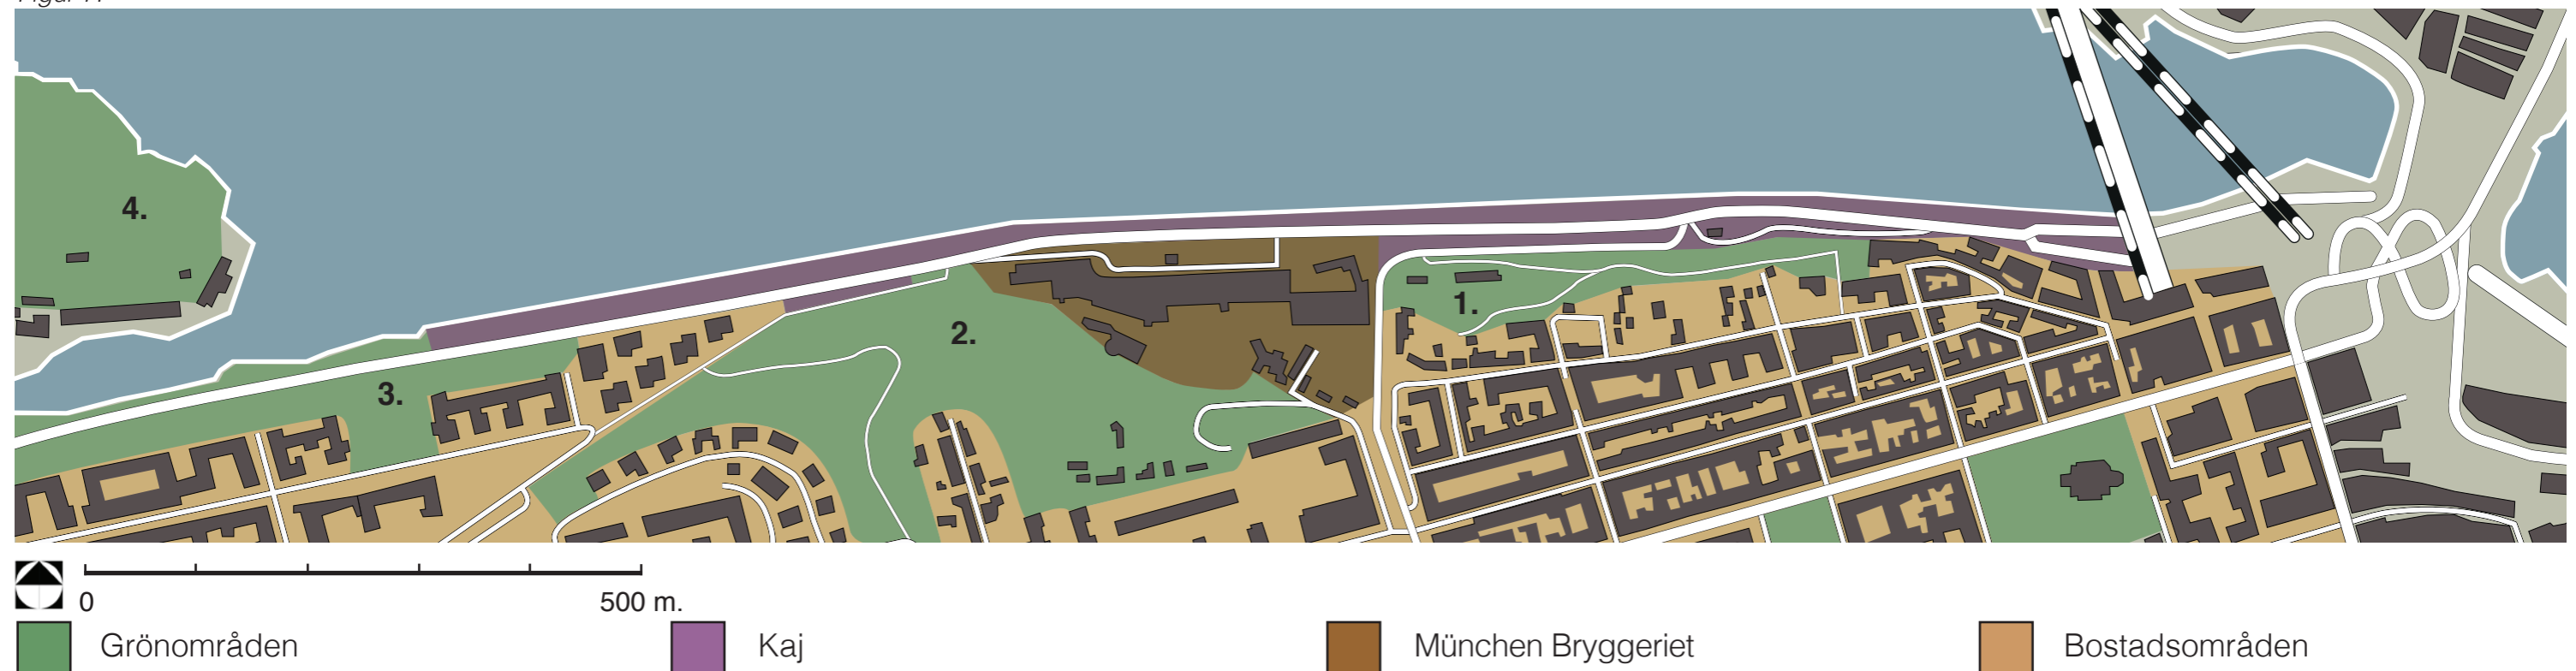 4.
1.
2.
3.
0 500 m.
Grönområden Kaj München Bryggeriet Bostadsområden